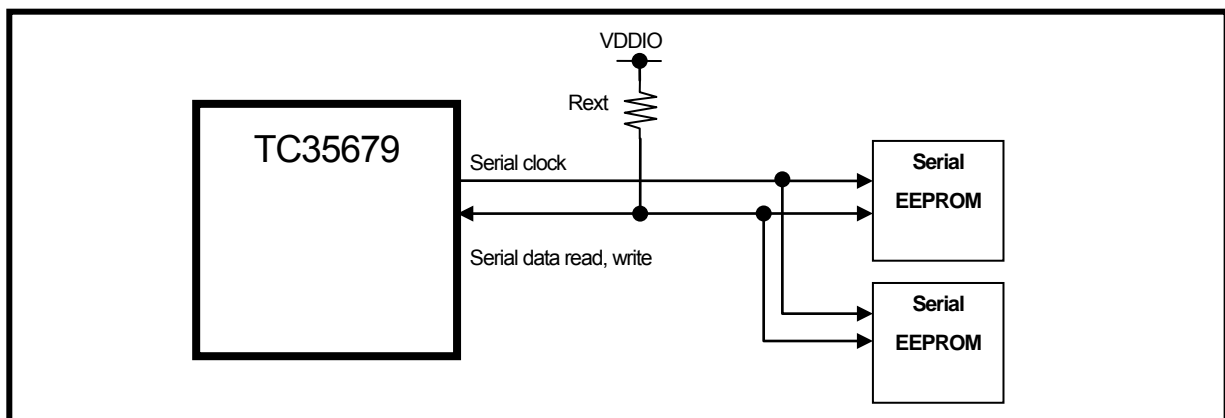 VDDIO
Rext
TC35679
Serial clock
Serial
EEPROM
Serial data read, write
Serial
EEPROM